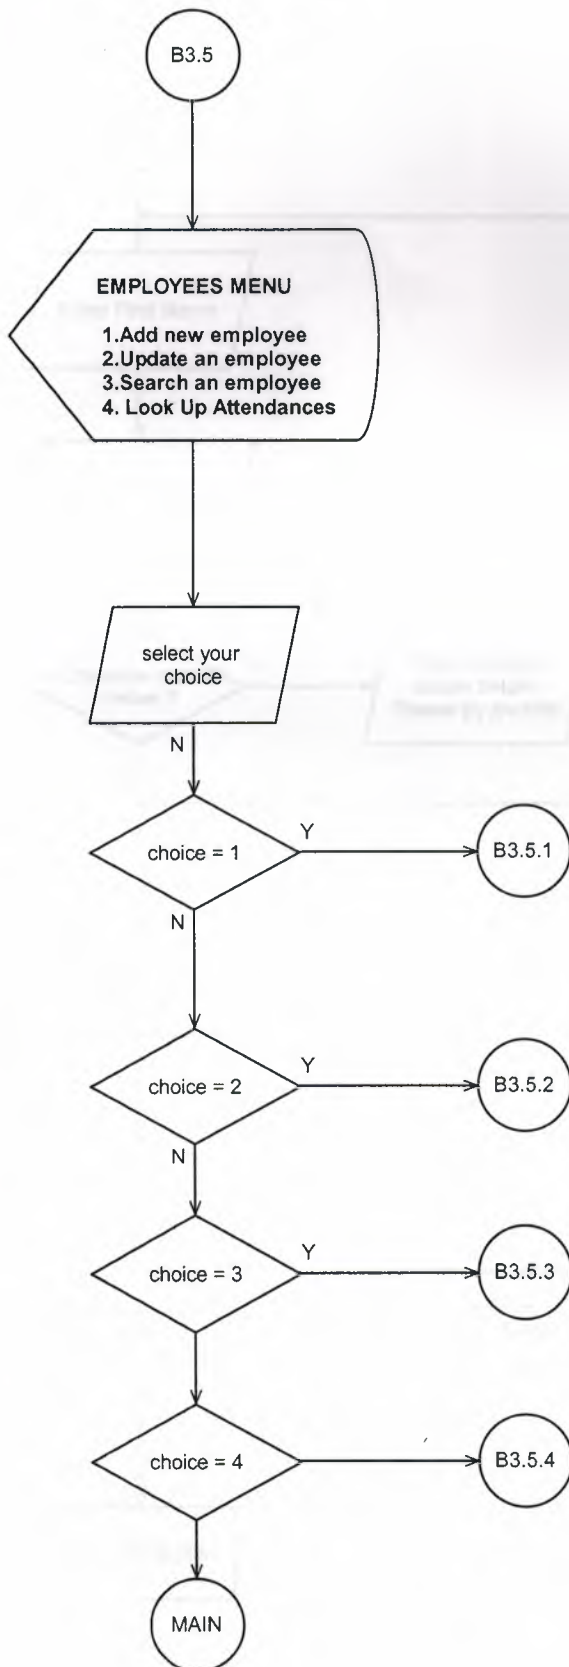 B3.5
EMPLOYEES MENU
1.Add new employee
2.Update an employee
3.Search an employee
4. Look Up Attendances
select your
choice
N
choice = 1
Y
B3.5.1
N
choice = 2
Y
B3.5.2
N
choice = 3
Y
B3.5.3
choice = 4
B3.5.4
MAIN